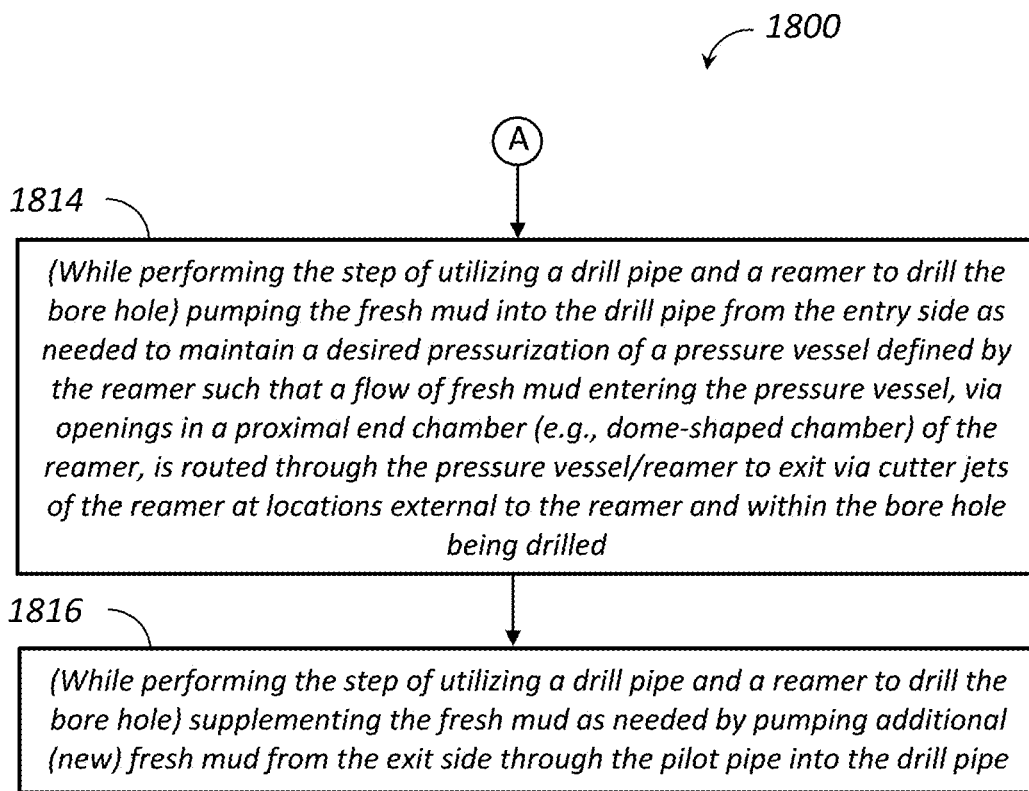 1800
A
1814
(While performing the step of utilizing a drill pipe and a reamer to drill the
bore hole) pumping the fresh mud into the drill pipe from the entry side as
needed to maintain a desired pressurization of a pressure vessel defined by
the reamer such that a flow of fresh mud entering the pressure vessel, via
openings in a proximal end chamber (e.g., dome-shaped chamber) of the
reamer, is routed through the pressure vessel/reamer to exit via cutter jets
of the reamer at locations external to the reamer and within the bore hole
being drilled
1816
(While performing the step of utilizing a drill pipe and a reamer to drill the
bore hole) supplementing the fresh mud as needed by pumping additional
(new) fresh mud from the exit side through the pilot pipe into the drill pipe